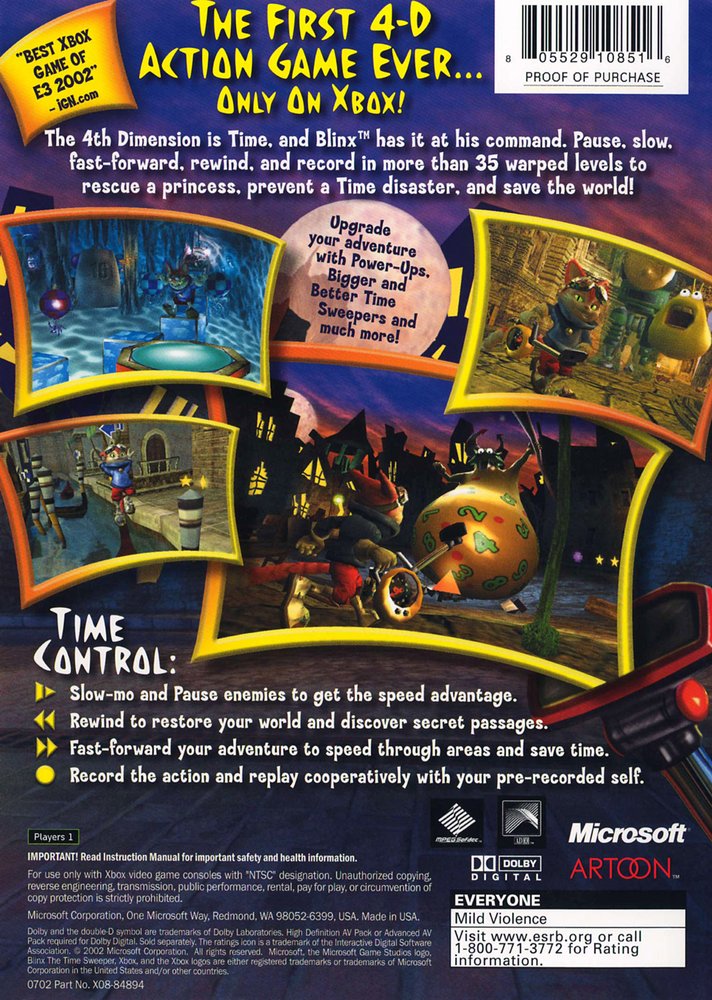 "BEST XBOX
GAME OF
E3 2002"
– iGN.com
THE FIRST 4-D
ACTION GAME EVER...
ONLY ON XBOX!
8 05529 10851 6
PROOF OF PURCHASE
The 4th Dimension is Time, and Blinx™ has it at his command. Pause, slow,
fast-forward, rewind, and record in more than 35 warped levels to
rescue a princess, prevent a Time disaster, and save the world!
Upgrade
your adventure
with Power-Ups,
Bigger and
Better Time
Sweepers and
much more!
TIME
CONTROL:
Slow-mo and Pause enemies to get the speed advantage.
Rewind to restore your world and discover secret passages.
Fast-forward your adventure to speed through areas and save time.
Record the action and replay cooperatively with your pre-recorded self.
Players 1
IMPORTANT! Read Instruction Manual for important safety and health information.
For use only with Xbox video game consoles with "NTSC" designation. Unauthorized copying,
reverse engineering, transmission, public performance, rental, pay for play, or circumvention of
copy protection is strictly prohibited.
Microsoft Corporation, One Microsoft Way, Redmond, WA 98052-6399, USA. Made in USA.
Dolby and the double-D symbol are trademarks of Dolby Laboratories. High Definition AV Pack or Advanced AV
Pack required for Dolby Digital. Sold separately. The ratings icon is a trademark of the Interactive Digital Software
Association. © 2002 Microsoft Corporation. All rights reserved. Microsoft, the Microsoft Game Studios logo,
Blinx The Time Sweeper, Xbox, and the Xbox logos are either registered trademarks or trademarks of Microsoft
Corporation in the United States and/or other countries.
0702 Part No. X08-84894
MPEG Sofdec
DOLBY
DIGITAL
Microsoft
ARTOON™
EVERYONE
Mild Violence
Visit www.esrb.org or call
1-800-771-3772 for Rating
information.